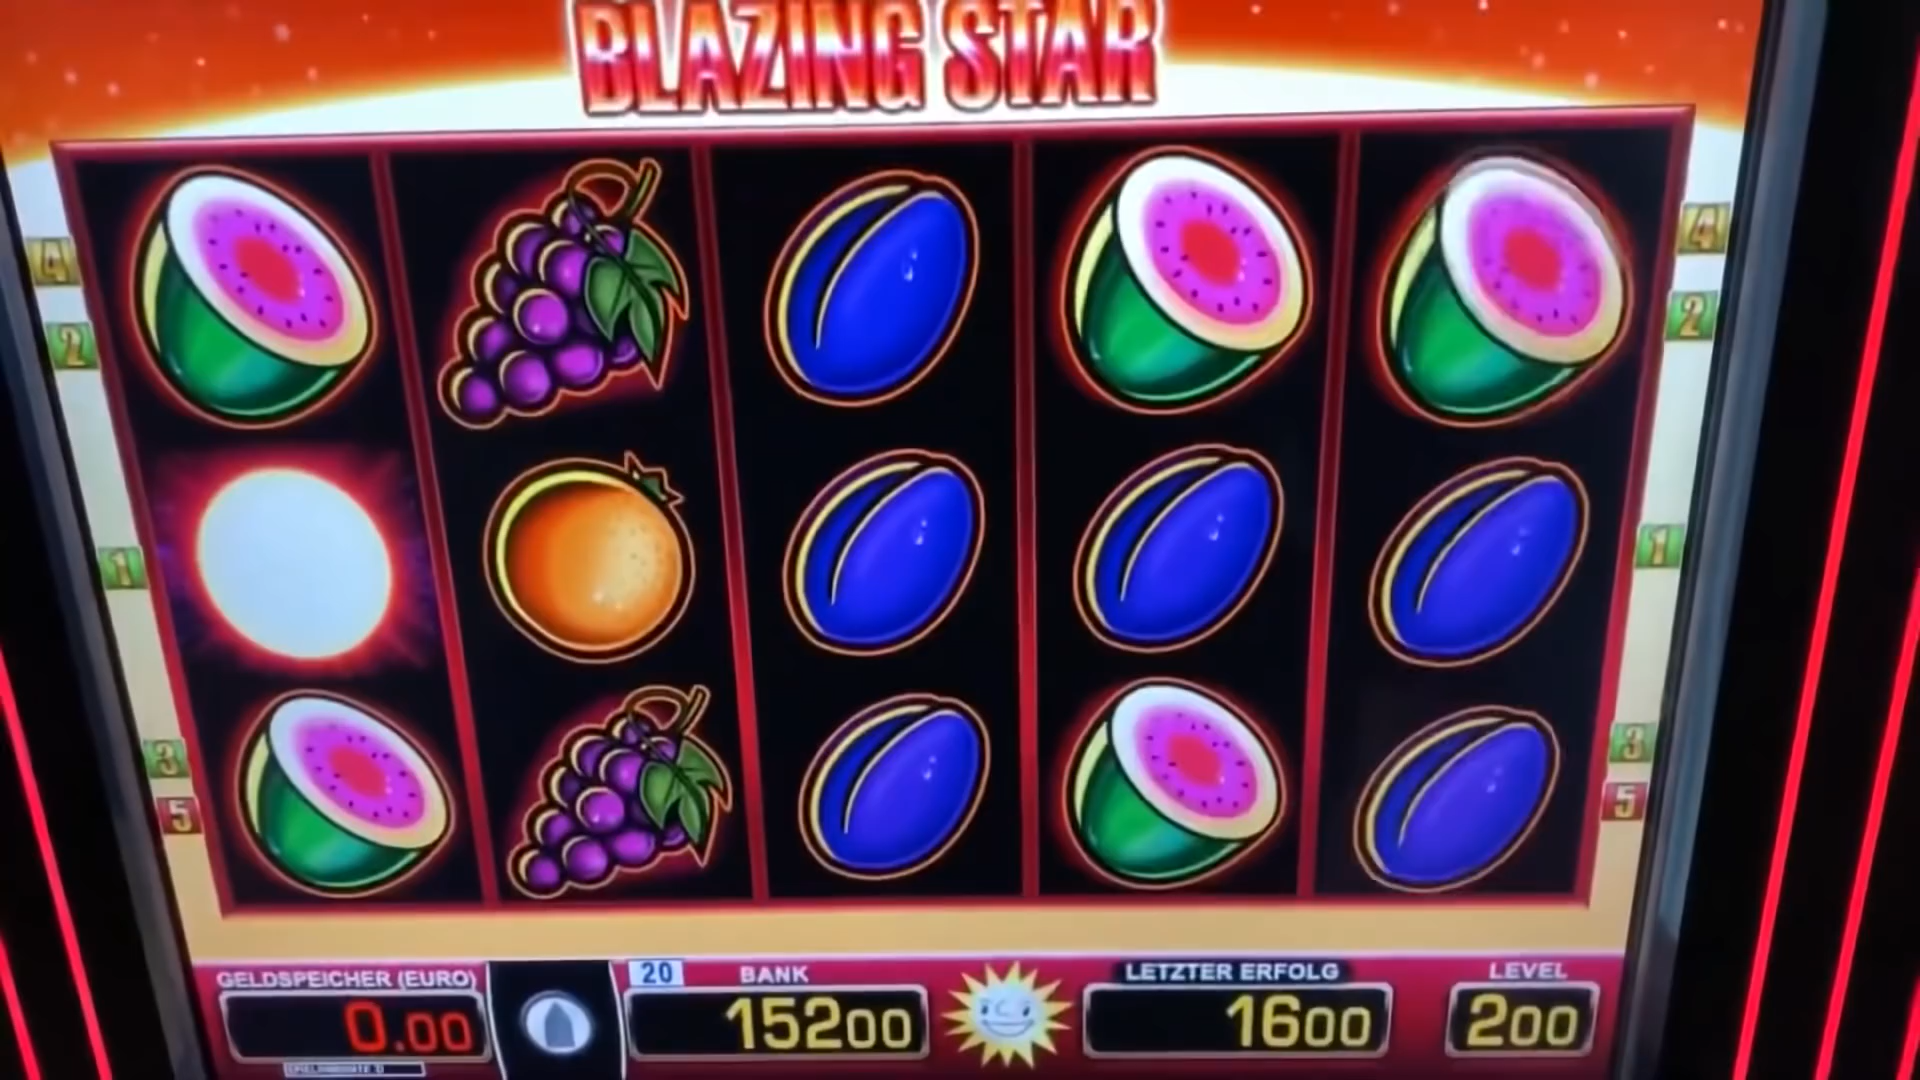 BLAZING STAR
4 4
2 2
1 1
3 3
5 5
GELDSPEICHER (EURO) 20 BANK LETZTER ERFOLG LEVEL
0.00 15200 1600 200